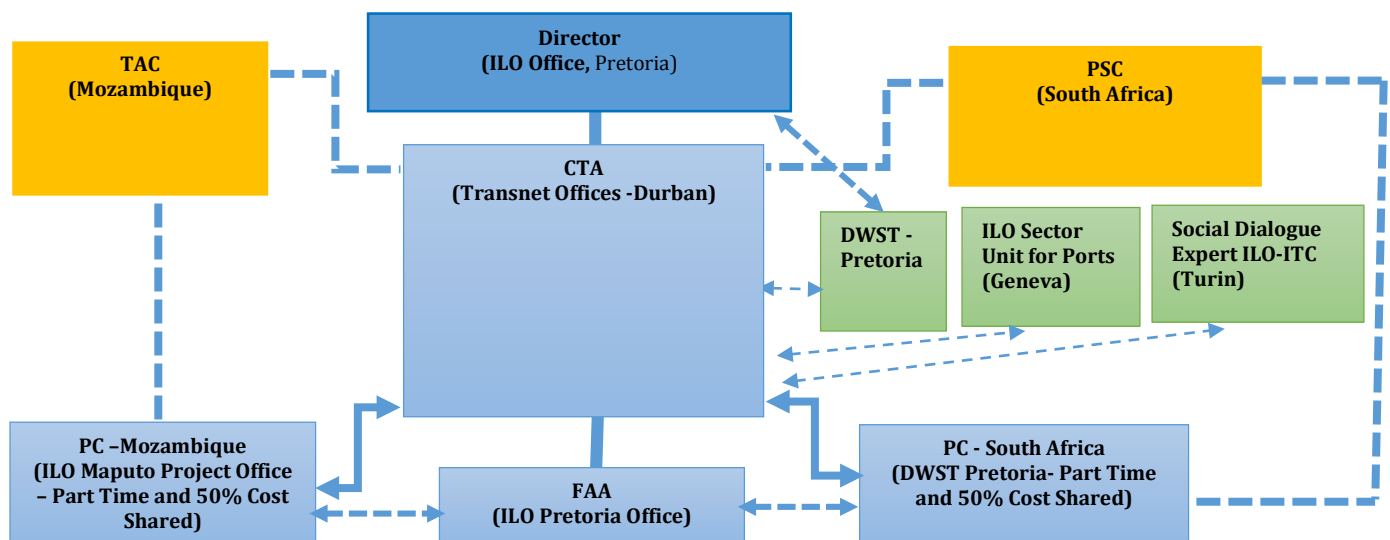 Director
(ILO Office, Pretoria)
TAC
(Mozambique)
PSC
(South Africa)
CTA
(Transnet Offices -Durban)
DWST -
Pretoria
ILO Sector
Unit for Ports
(Geneva)
Social Dialogue
Expert ILO-ITC
(Turin)
PC –Mozambique
(ILO Maputo Project Office
– Part Time and 50% Cost
Shared)
FAA
(ILO Pretoria Office)
PC - South Africa
(DWST Pretoria- Part Time
and 50% Cost Shared)